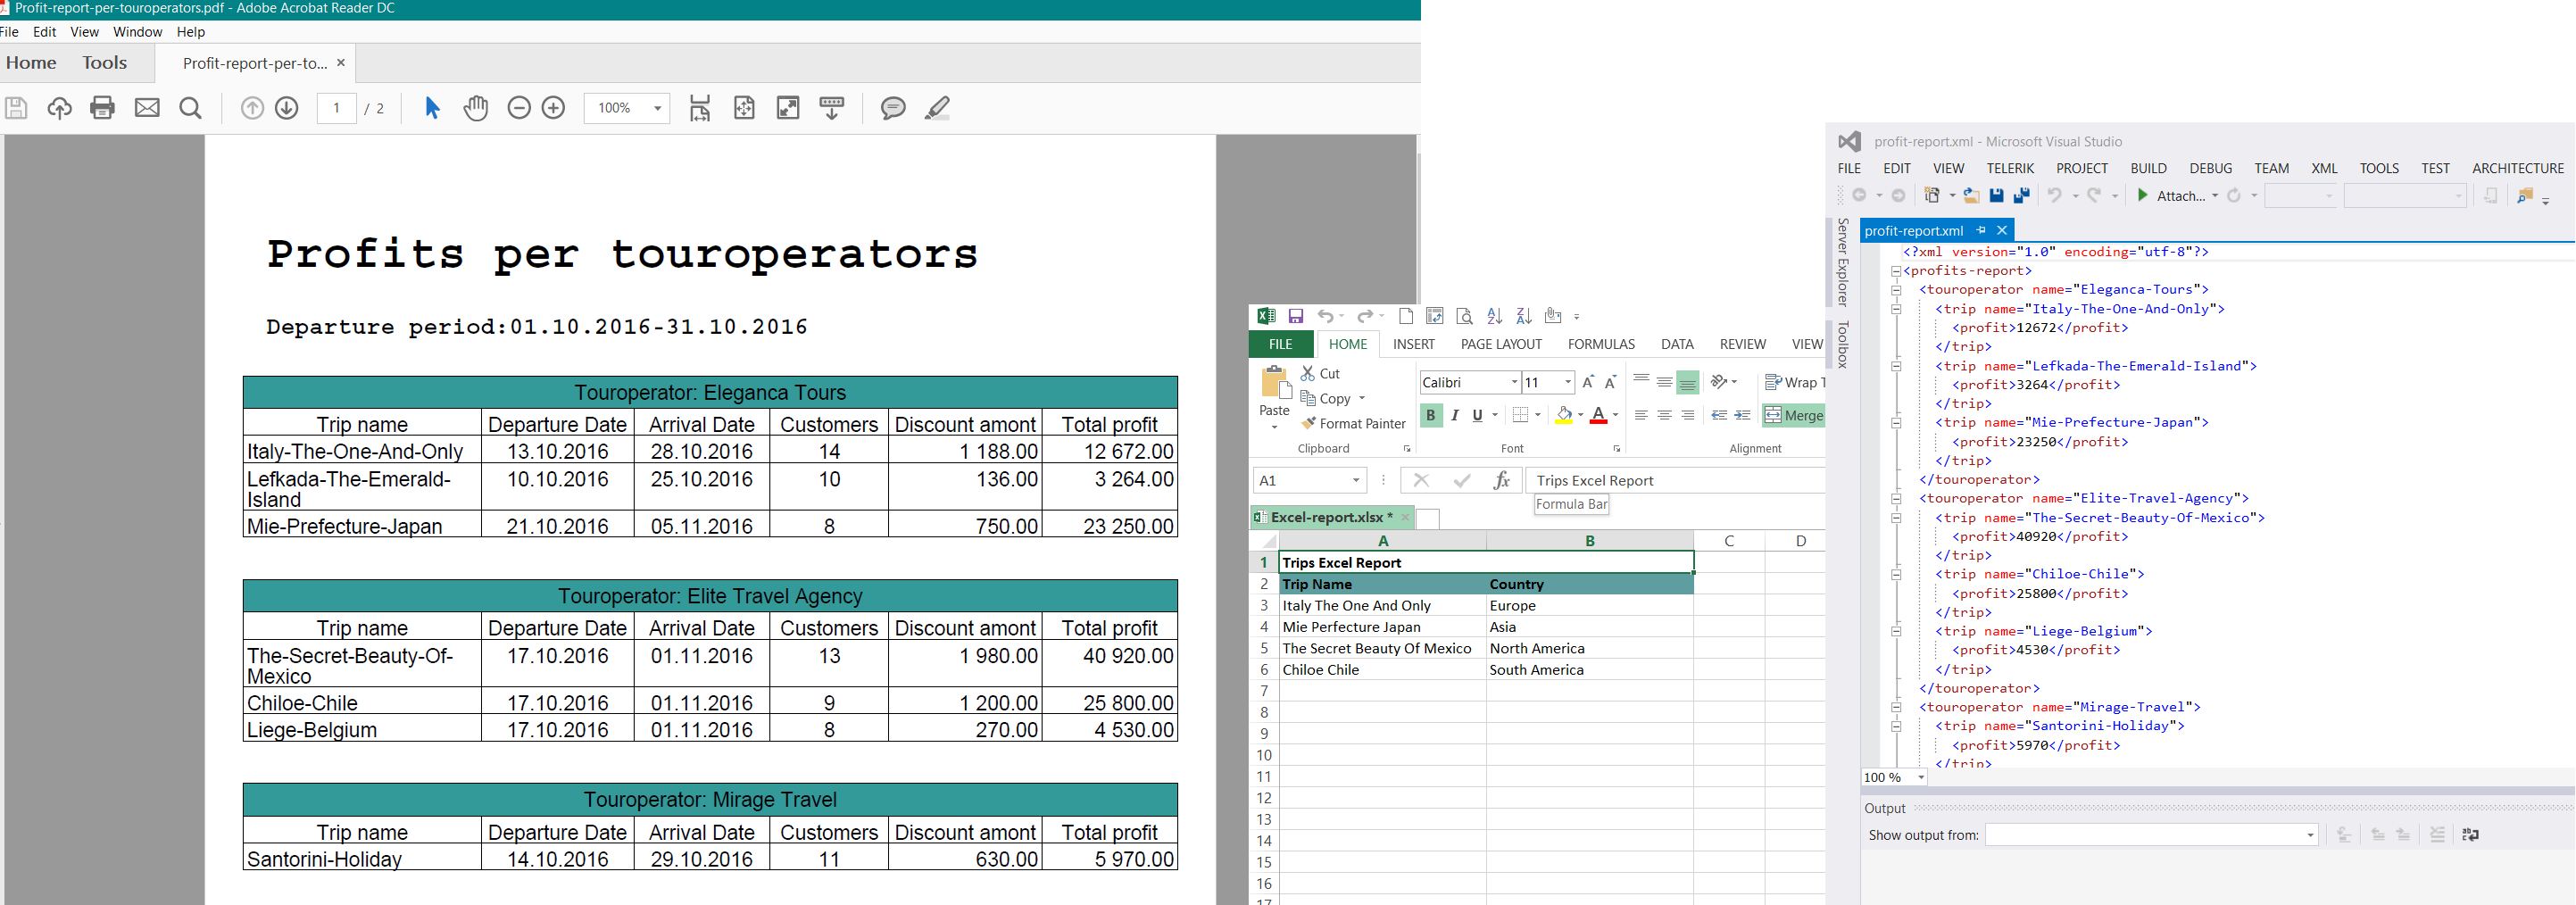 Profit-report-per-touroperators.pdf - Adobe Acrobat Reader DC
File Edit View Window Help
Home Tools Profit-report-per-to... ×
1 / 2 100%
Profits per touroperators
Departure period:01.10.2016-31.10.2016
Touroperator: Eleganca Tours
Trip name Departure Date Arrival Date Customers Discount amont Total profit
Italy-The-One-And-Only 13.10.2016 28.10.2016 14 1 188.00 12 672.00
Lefkada-The-Emerald- 10.10.2016 25.10.2016 10 136.00 3 264.00
Island
Mie-Prefecture-Japan 21.10.2016 05.11.2016 8 750.00 23 250.00
Touroperator: Elite Travel Agency
Trip name Departure Date Arrival Date Customers Discount amont Total profit
The-Secret-Beauty-Of- 17.10.2016 01.11.2016 13 1 980.00 40 920.00
Mexico
Chiloe-Chile 17.10.2016 01.11.2016 9 1 200.00 25 800.00
Liege-Belgium 17.10.2016 01.11.2016 8 270.00 4 530.00
Touroperator: Mirage Travel
Trip name Departure Date Arrival Date Customers Discount amont Total profit
Santorini-Holiday 14.10.2016 29.10.2016 11 630.00 5 970.00
FILE HOME INSERT PAGE LAYOUT FORMULAS DATA REVIEW VIEW
Cut
Copy
Format Painter
Paste
Calibri 11
B I U
Wrap T
Merge
Clipboard Font Alignment
A1 fx Trips Excel Report
Formula Bar
Excel-report.xlsx * ×
A B C D
1 Trips Excel Report
2 Trip Name Country
3 Italy The One And Only Europe
4 Mie Perfecture Japan Asia
5 The Secret Beauty Of Mexico North America
6 Chiloe Chile South America
7
8
9
10
11
12
13
14
15
16
17
profit-report.xml - Microsoft Visual Studio
FILE EDIT VIEW TELERIK PROJECT BUILD DEBUG TEAM XML TOOLS TEST ARCHITECTURE
Attach...
Server Explorer
Toolbox
profit-report.xml
<?xml version="1.0" encoding="utf-8"?>
<profits-report>
<touroperator name="Eleganca-Tours">
<trip name="Italy-The-One-And-Only">
<profit>12672</profit>
</trip>
<trip name="Lefkada-The-Emerald-Island">
<profit>3264</profit>
</trip>
<trip name="Mie-Prefecture-Japan">
<profit>23250</profit>
</trip>
</touroperator>
<touroperator name="Elite-Travel-Agency">
<trip name="The-Secret-Beauty-Of-Mexico">
<profit>40920</profit>
</trip>
<trip name="Chiloe-Chile">
<profit>25800</profit>
</trip>
<trip name="Liege-Belgium">
<profit>4530</profit>
</trip>
</touroperator>
<touroperator name="Mirage-Travel">
<trip name="Santorini-Holiday">
<profit>5970</profit>
</trip>
100 %
Output
Show output from: